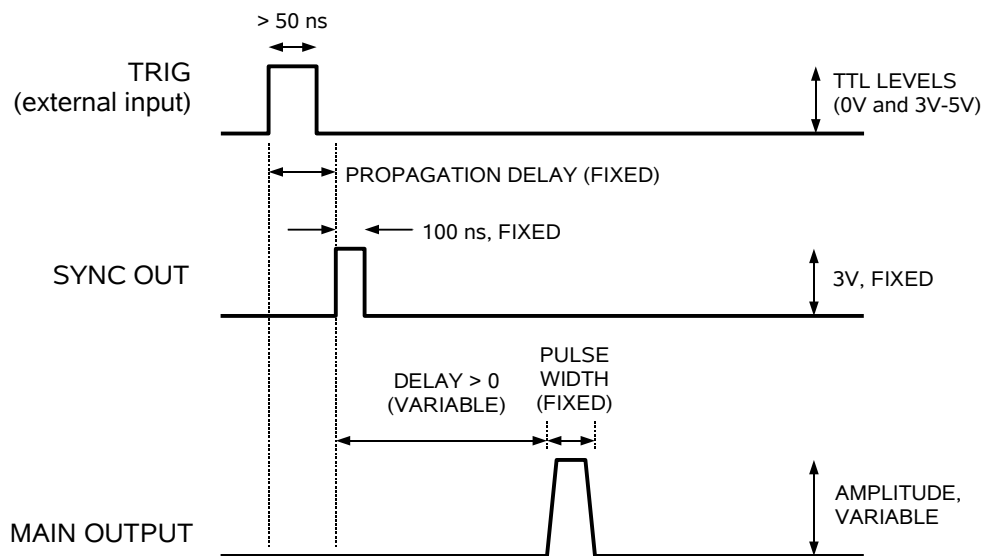 > 50 ns
TRIG
(external input)
TTL LEVELS
(0V and 3V-5V)
PROPAGATION DELAY (FIXED)
100 ns, FIXED
SYNC OUT
3V, FIXED
DELAY > 0
(VARIABLE)
PULSE
WIDTH
(FIXED)
MAIN OUTPUT
AMPLITUDE,
VARIABLE